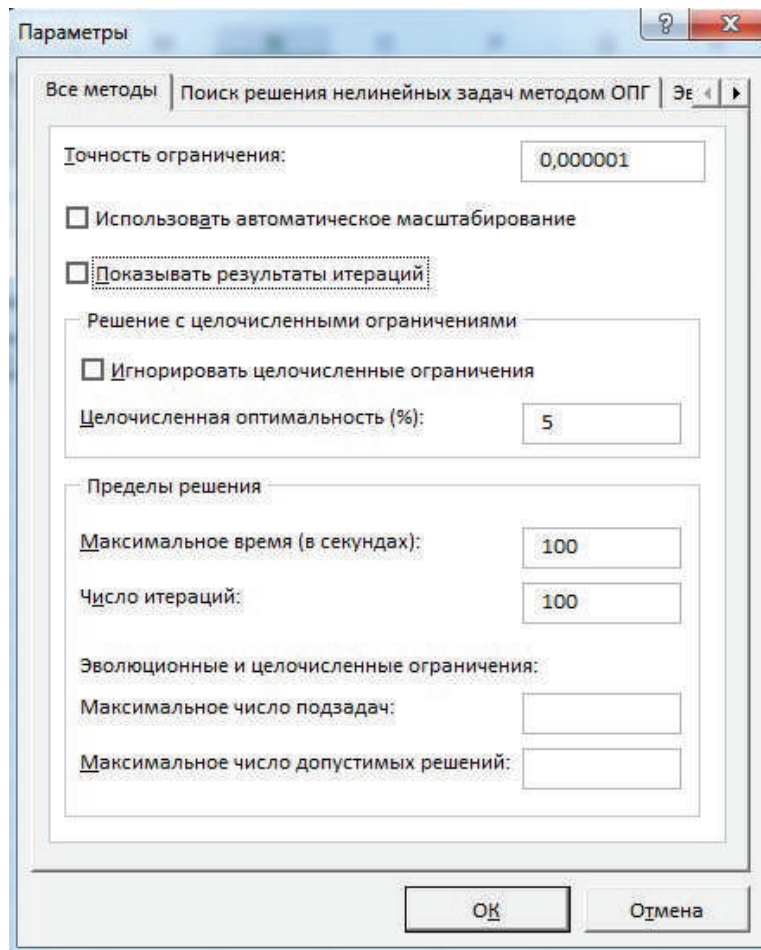 Параметры
? X
Все методы Поиск решения нелинейных задач методом ОПГ Эв
Точность ограничения: 0,000001
Использовать автоматическое масштабирование
Показывать результаты итераций
Решение с целочисленными ограничениями
Игнорировать целочисленные ограничения
Целочисленная оптимальность (%): 5
Пределы решения
Максимальное время (в секундах): 100
Число итераций: 100
Эволюционные и целочисленные ограничения:
Максимальное число подзадач:
Максимальное число допустимых решений:
ОК Отмена